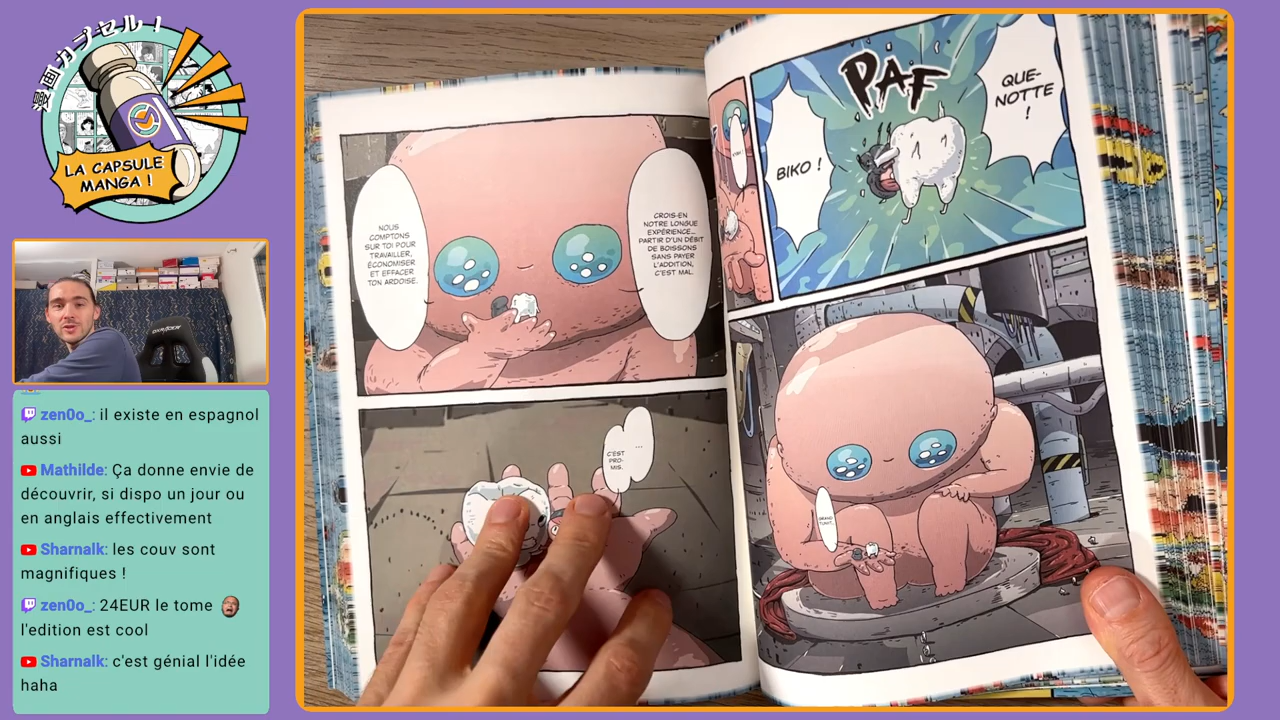 漫画カプセル！
LA CAPSULE
MANGA !
zen0o_: il existe en espagnol
aussi
Mathilde: Ça donne envie de
découvrir, si dispo un jour ou
en anglais effectivement
Sharnalk: les couv sont
magnifiques !
zen0o_: 24EUR le tome
l'edition est cool
Sharnalk: c'est génial l'idée
haha
NOUS
COMPTONS
SUR TOI POUR
TRAVAILLER,
ÉCONOMISER
ET EFFACER
TON ARDOISE.
CROIS-EN
NOTRE LONGUE
EXPÉRIENCE...
PARTIR D'UN DÉBIT
DE BOISSONS
SANS PAYER
L'ADDITION,
C'EST MAL.
...
C'EST
PRO-
MIS.
PAF
BIKO !
QUE-
NOTTE
!